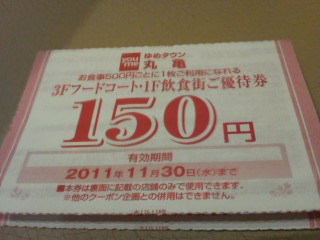 you me ゆめタウン
丸亀
お食事500円ごとに1枚ご利用になれる
3Fフードコート・1F飲食街ご優待券
150円
有効期間
2011年11月30日(水)まで
■本券は裏面に記載の店舗のみで使用できます。
※他のクーポン企画との併用はできません。